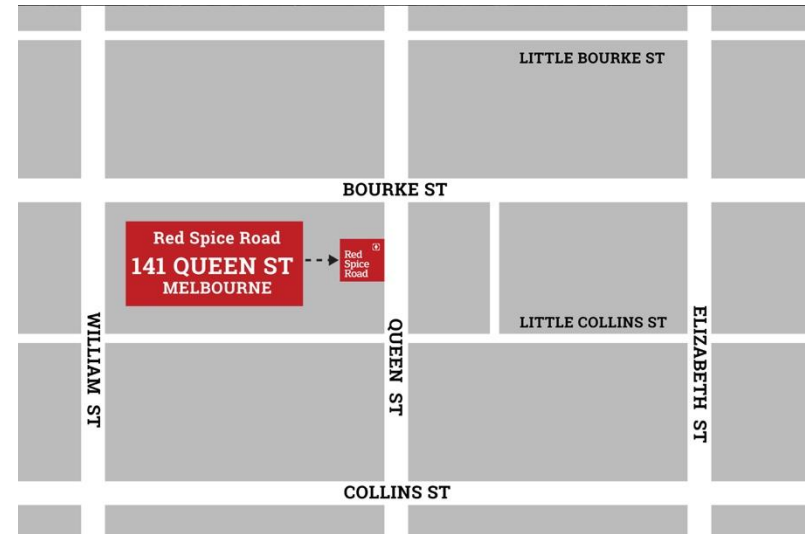 LITTLE BOURKE ST
BOURKE ST
Red Spice Road
141 QUEEN ST
MELBOURNE
Red
Spice
Road
WILLIAM ST
QUEEN ST
LITTLE COLLINS ST
ELIZABETH ST
COLLINS ST